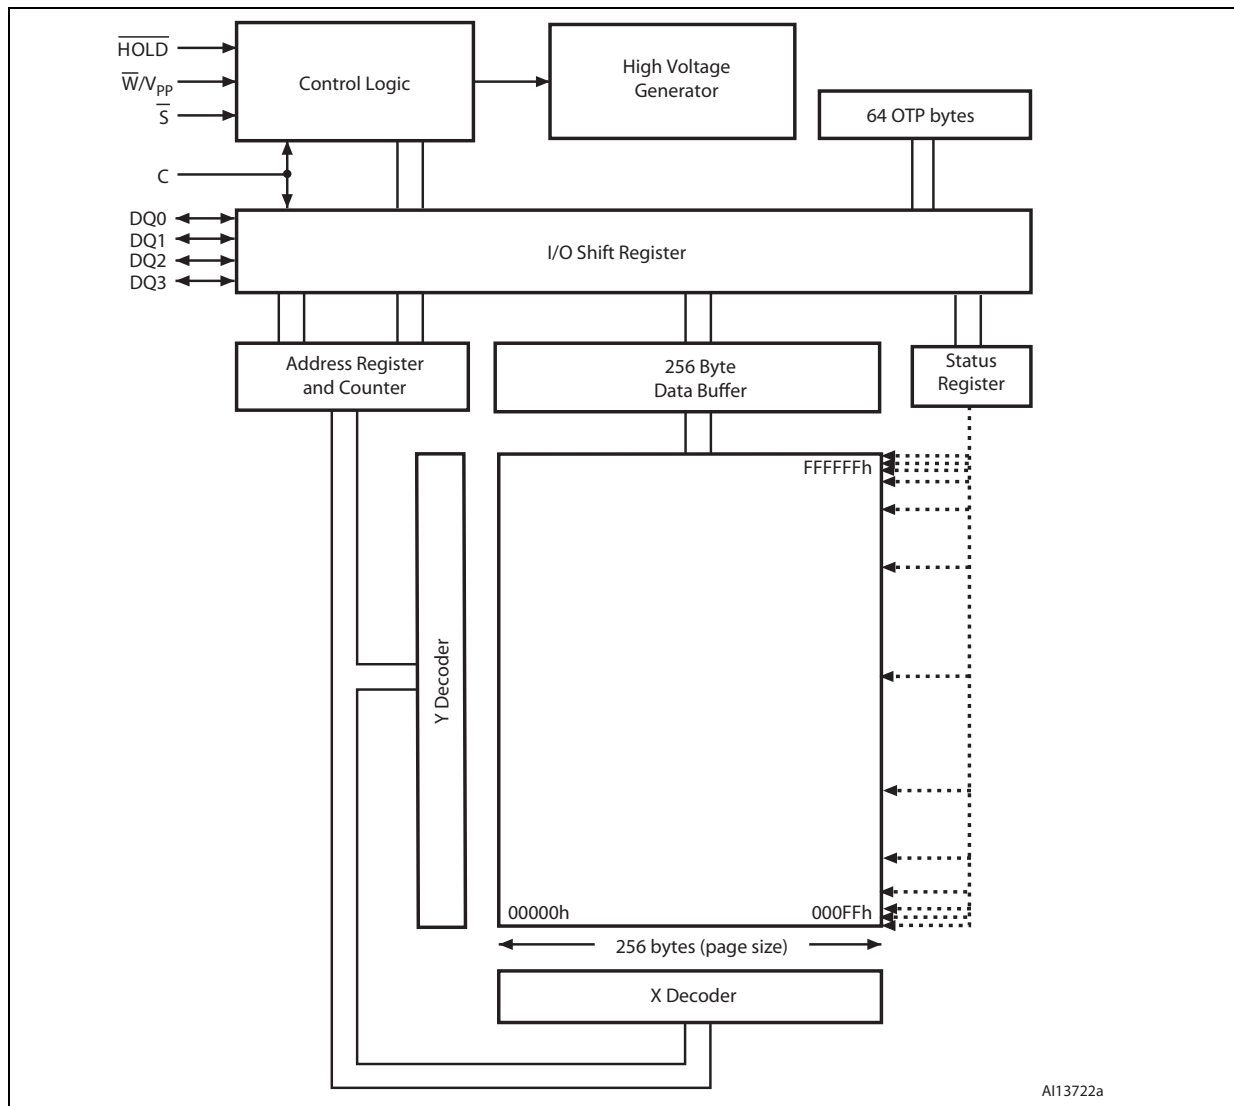 HOLD
W/VPP
S
C
DQ0
DQ1
DQ2
DQ3
Control Logic
High Voltage
Generator
64 OTP bytes
I/O Shift Register
Address Register
and Counter
256 Byte
Data Buffer
Status
Register
FFFFFFh
Y Decoder
00000h
000FFh
256 bytes (page size)
X Decoder
AI13722a